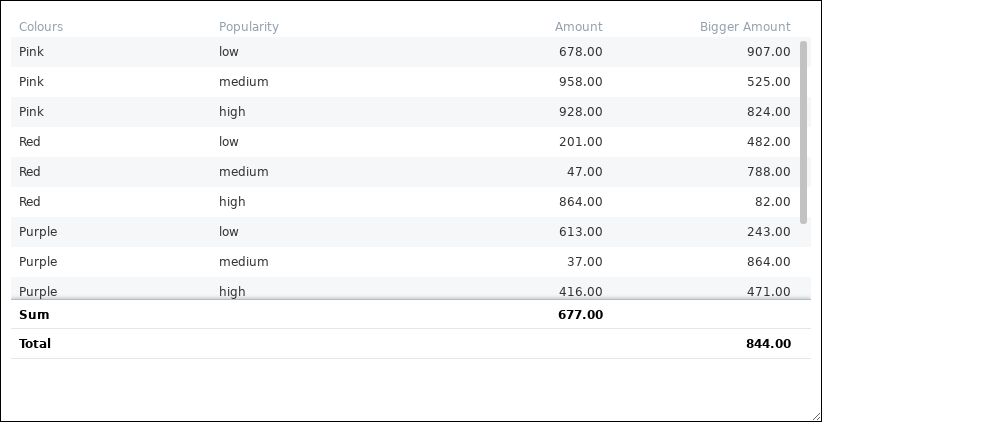 Colours Popularity Amount Bigger Amount
Pink low 678.00 907.00
Pink medium 958.00 525.00
Pink high 928.00 824.00
Red low 201.00 482.00
Red medium 47.00 788.00
Red high 864.00 82.00
Purple low 613.00 243.00
Purple medium 37.00 864.00
Purple high 416.00 471.00
Sum 677.00
Total 844.00